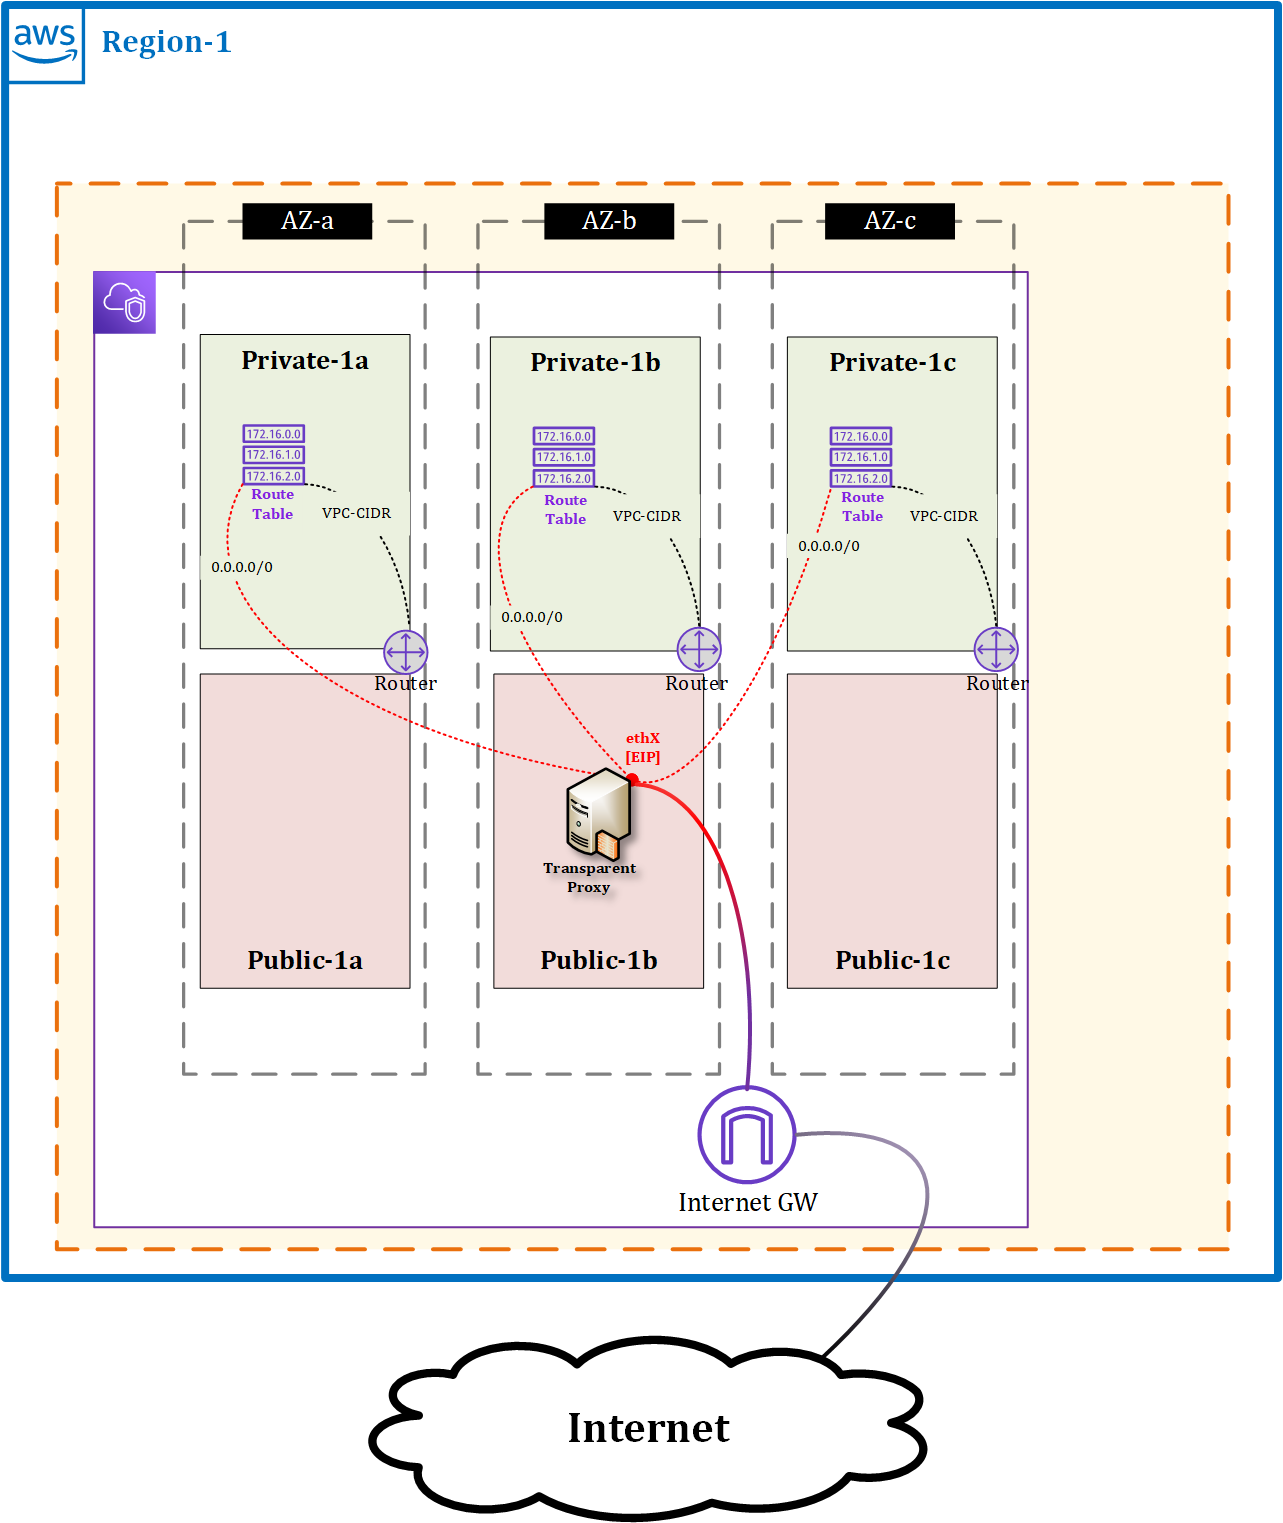 aws
Region-1
AZ-a
AZ-b
AZ-c
Private-1a
Private-1b
Private-1c
172.16.0.0
172.16.1.0
172.16.2.0
Route
Table
VPC-CIDR
0.0.0.0/0
172.16.0.0
172.16.1.0
172.16.2.0
Route
Table
VPC-CIDR
0.0.0.0/0
172.16.0.0
172.16.1.0
172.16.2.0
Route
Table
VPC-CIDR
0.0.0.0/0
Router
Router
Router
ethX
[EIP]
Transparent
Proxy
Public-1a
Public-1b
Public-1c
Internet GW
Internet